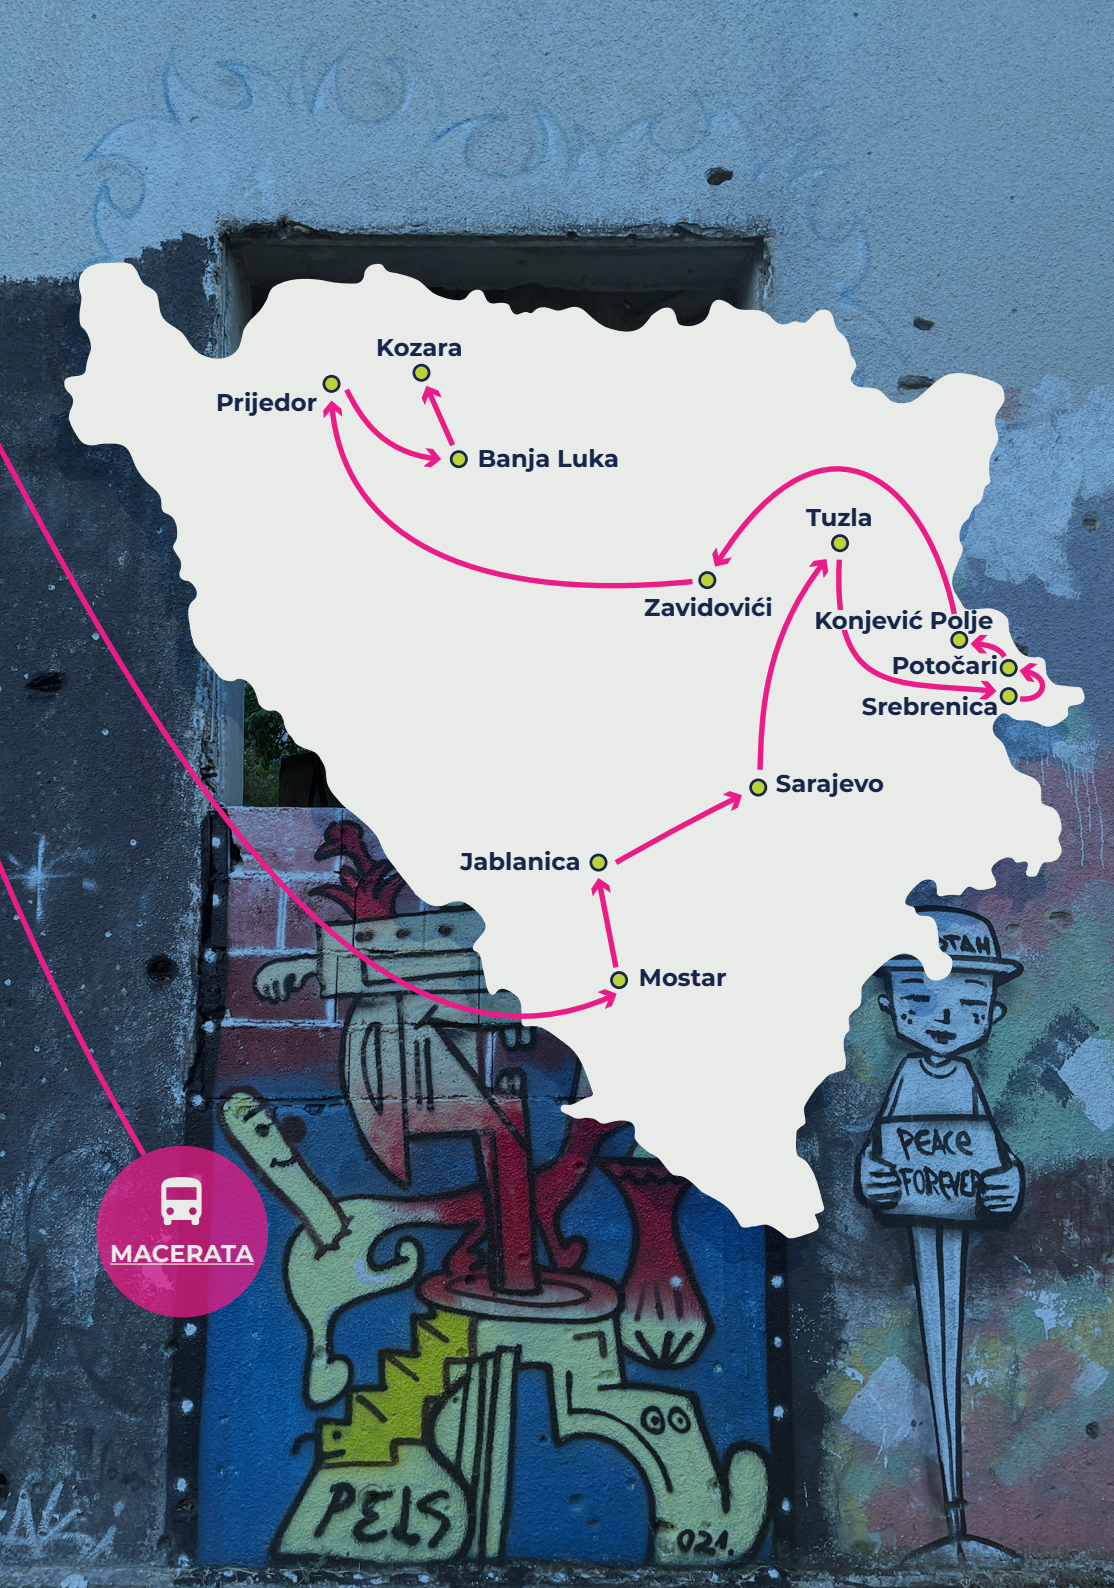 Kozara
Prijedor
Banja Luka
Tuzla
Zavidovići
Konjević Polje
Potočari
Srebrenica
Sarajevo
Jablanica
Mostar
PEACE
FOREVER
MACERATA
PELS
021.